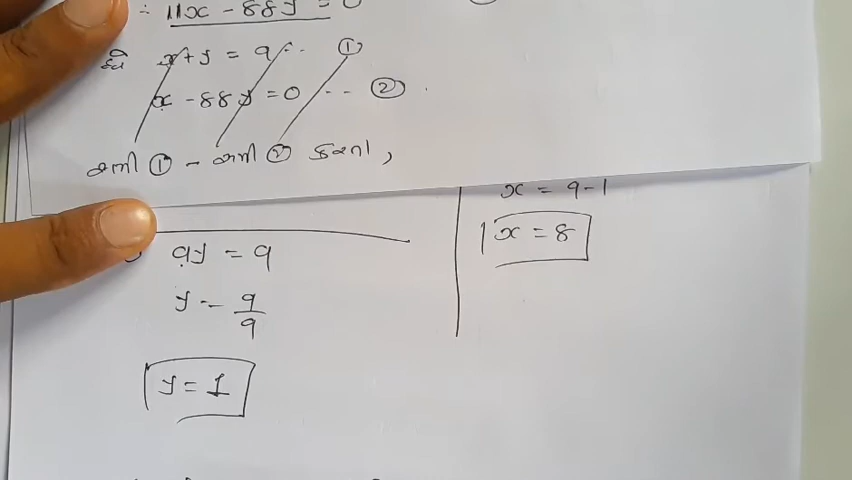 ∴ 11x - 88y = 0
હવે x+y = 9 --- ①
x - 88y = 0 -- ②
સમી ① - સમી ② કરતા,
9y = 9
y = 9/9
y = 1
x = 9-1
x = 8